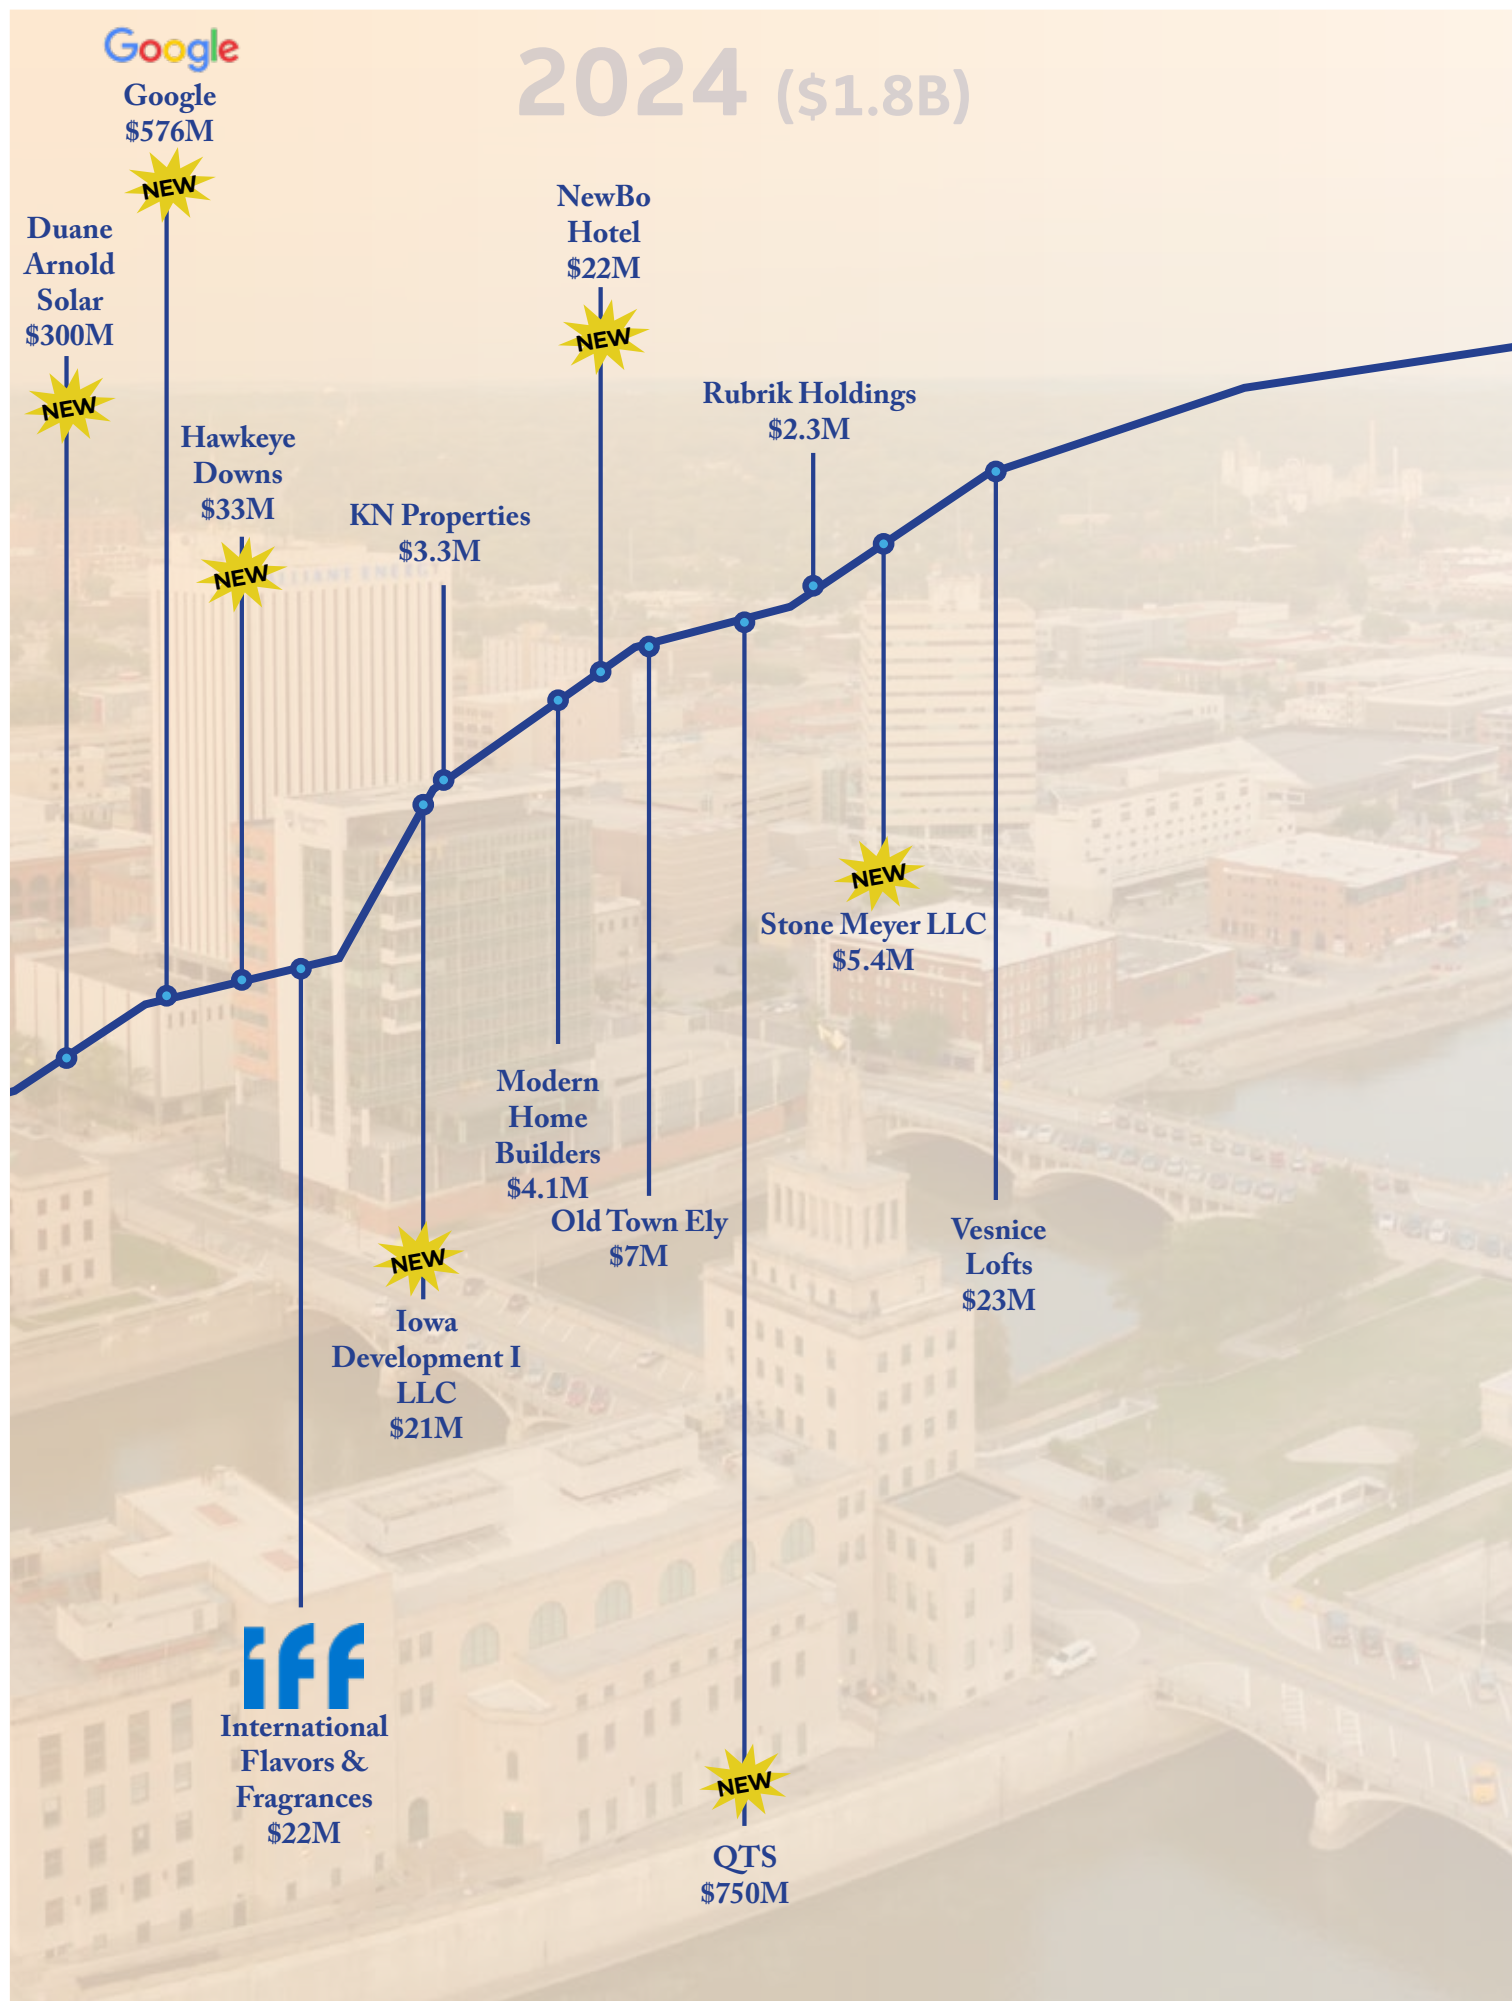 Google
2024 ($1.8B)
Google
$576M
NEW
Duane
Arnold
Solar
$300M
NEW
NewBo
Hotel
$22M
NEW
Rubrik Holdings
$2.3M
Hawkeye
Downs
$33M
NEW
KN Properties
$3.3M
ALLIANT ENERGY
NEW
Stone Meyer LLC
$5.4M
Modern
Home
Builders
$4.1M
Old Town Ely
$7M
Vesnice
Lofts
$23M
NEW
Iowa
Development I
LLC
$21M
iff
International
Flavors &
Fragrances
$22M
NEW
QTS
$750M